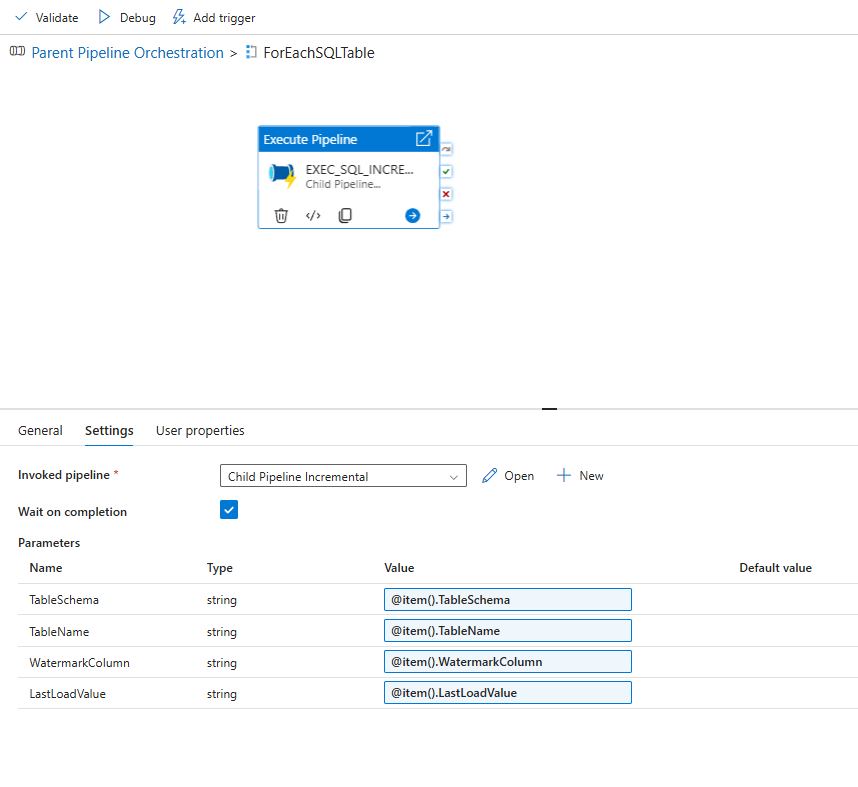 Validate Debug Add trigger
Parent Pipeline Orchestration > ForEachSQLTable
Execute Pipeline
EXEC_SQL_INCRE...
Child Pipeline...
General Settings User properties
Invoked pipeline * Child Pipeline Incremental Open New
Wait on completion
Parameters
Name Type Value Default value
TableSchema string @item().TableSchema
TableName string @item().TableName
WatermarkColumn string @item().WatermarkColumn
LastLoadValue string @item().LastLoadValue